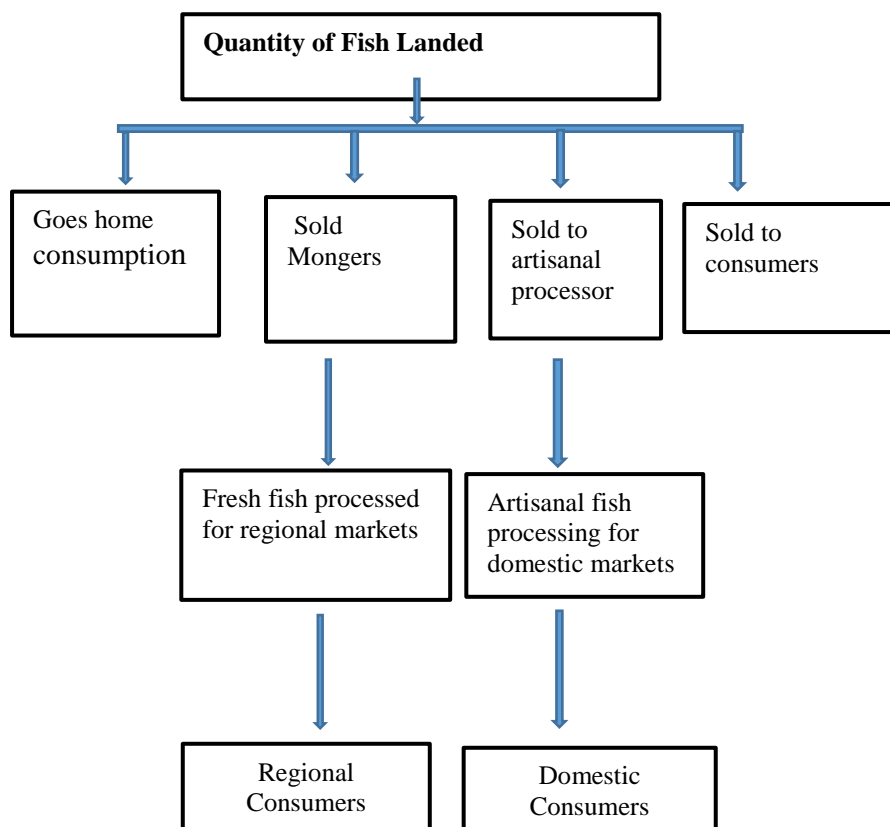 Quantity of Fish Landed
Goes home
consumption
Sold
Mongers
Sold to
artisanal
processor
Sold to
consumers
Fresh fish processed
for regional markets
Artisanal fish
processing for
domestic markets
Regional
Consumers
Domestic
Consumers